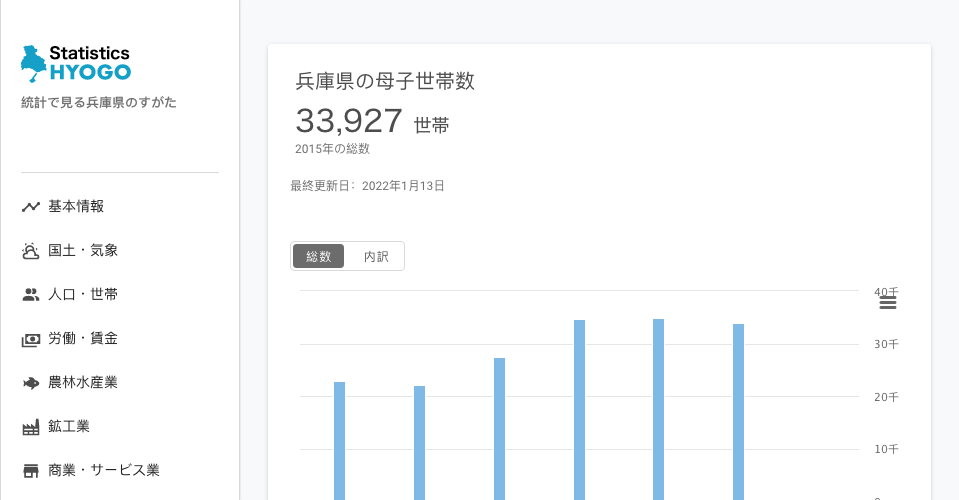 Statistics
HYOGO
統計で見る兵庫県のすがた
基本情報
国土・気象
人口・世帯
労働・賃金
農林水産業
鉱工業
商業・サービス業
兵庫県の母子世帯数
33,927 世帯
2015年の総数
最終更新日: 2022年1月13日
総数 内訳
40千
30千
20千
10千